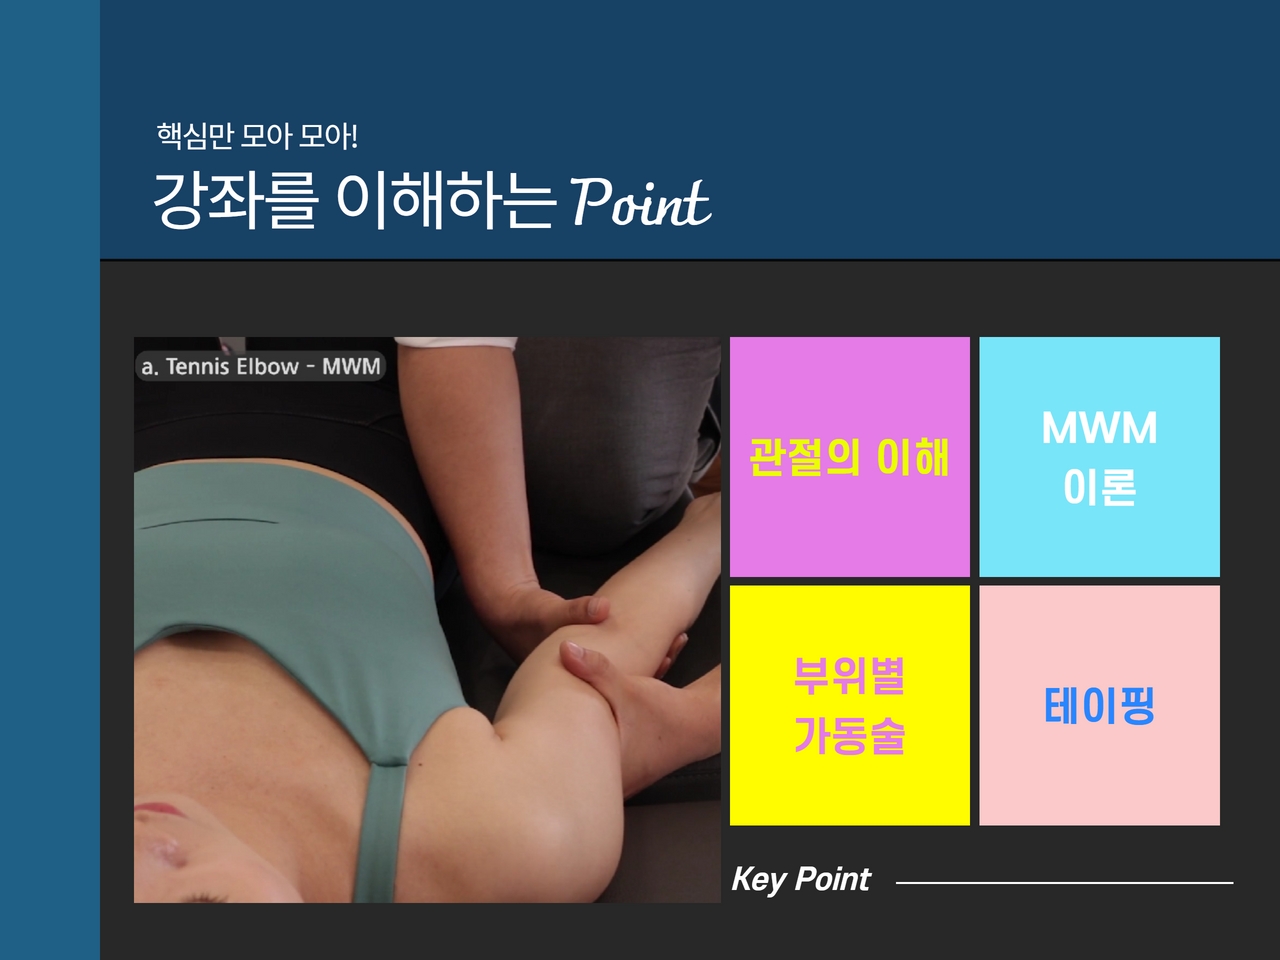 핵심만 모아 모아!
강좌를 이해하는 Point
a. Tennis Elbow - MWM
관절의 이해
MWM
이론
부위별
가동술
테이핑
Key Point